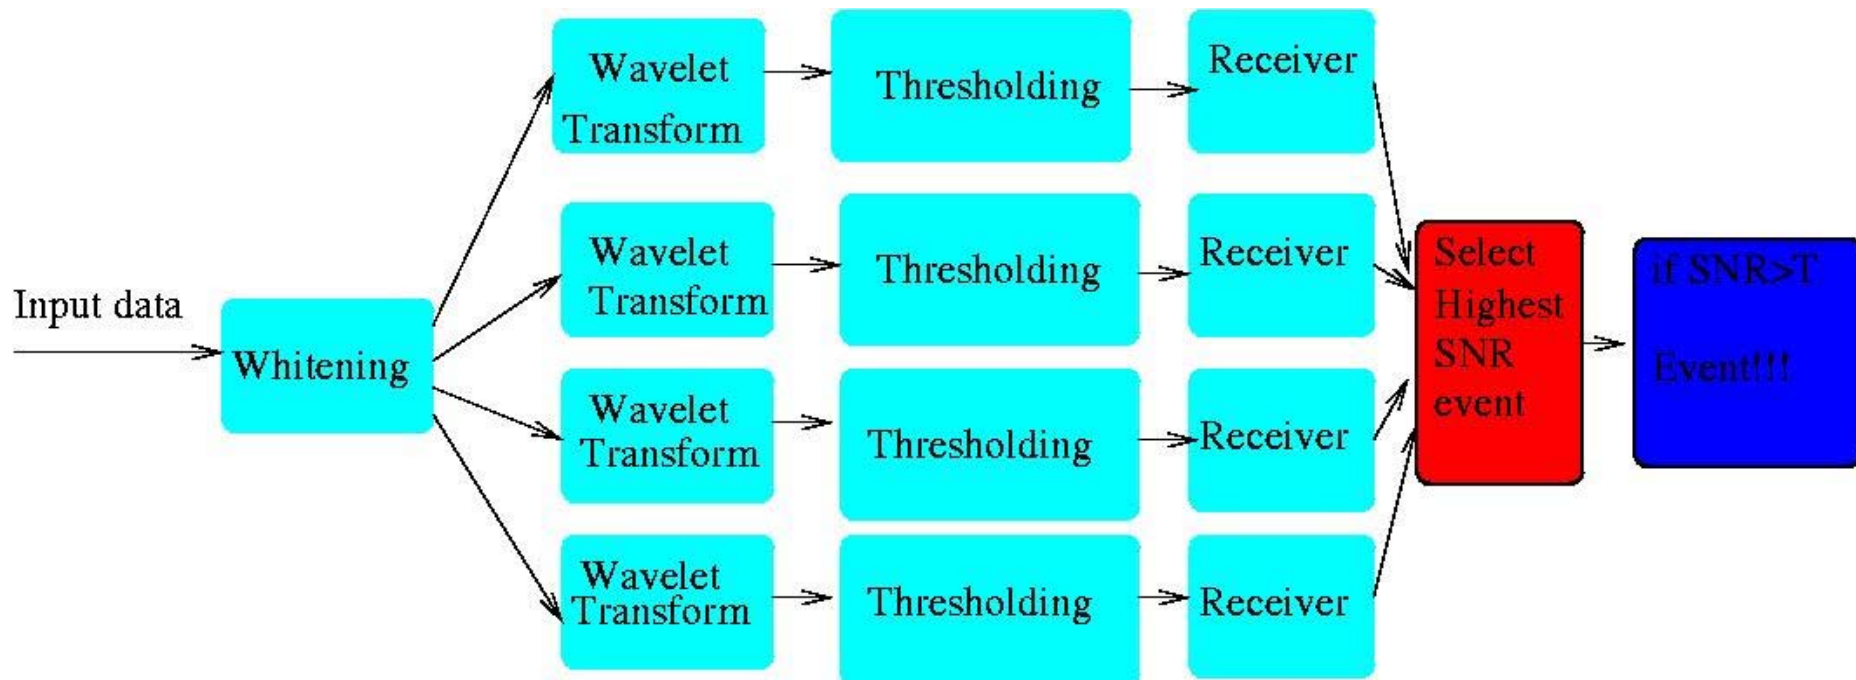 Input data
Whitening
Wavelet
Transform
Thresholding
Receiver
Wavelet
Transform
Thresholding
Receiver
Wavelet
Transform
Thresholding
Receiver
Wavelet
Transform
Thresholding
Receiver
Select
Highest
SNR
event
if SNR>T
Event!!!